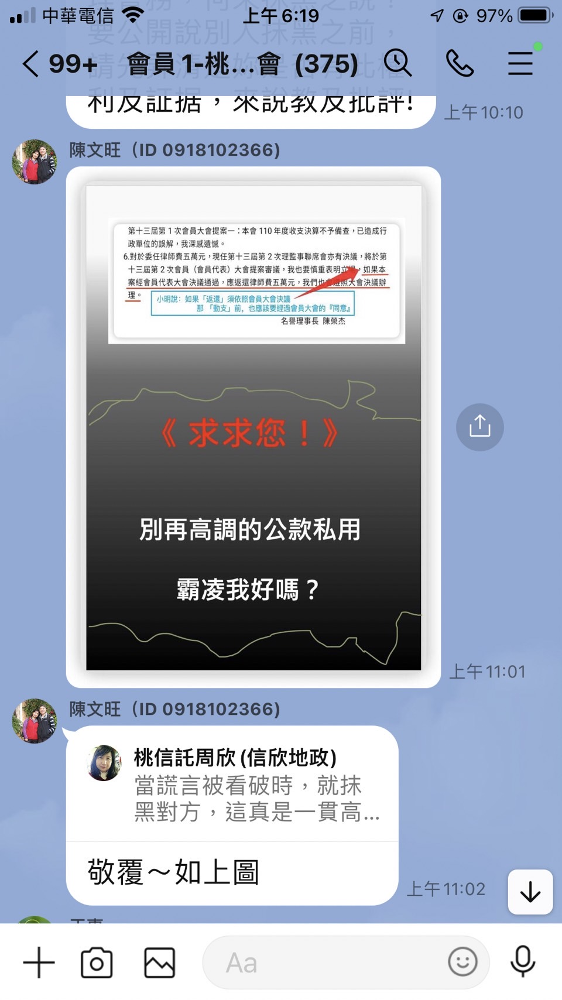 中華電信 上午6:19 97%
要公開說別人抹黑之前，
99+ 會員 1-桃...會 (375)
利及証据，來說教及批評!
上午10:10
陳文旺（ID 0918102366)
第十三屆第 1 次會員大會提案一：本會 110 年度收支決算不予備查，已造成行
政單位的誤解，我深感遺憾。
6.對於委任律師費五萬元，現任第十三屆第 2 次理監事聯席會亦有決議，將於第
十三屆第 2 次會員（會員代表）大會提案審議，我也要慎重表明立場，如果本
案經會員代表大會決議通過，應返還律師費五萬元，我們也會遵照大會決議辦
理。
小明說：如果「返還」須依照會員大會決議
那 「動支」前，也應該要經過會員大會的『同意』
名譽理事長 陳榮杰
《 求求您！》
別再高調的公款私用
霸凌我好嗎？
上午11:01
陳文旺（ID 0918102366)
桃信託周欣 (信欣地政)
當謊言被看破時，就抹
黑對方，這真是一貫高...
敬覆～如上圖
上午11:02
Aa